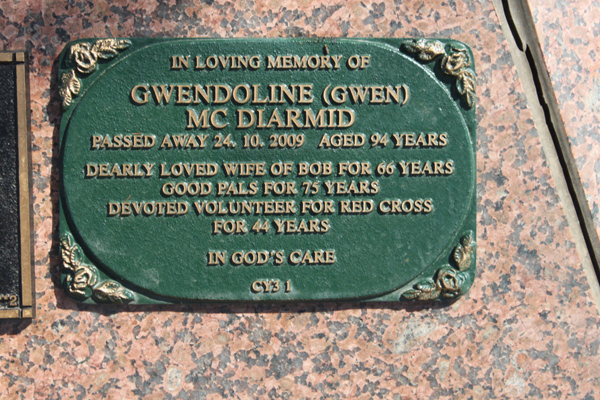 IN LOVING MEMORY OF
GWENDOLINE (GWEN)
MC DIARMID
PASSED AWAY 24. 10. 2009 AGED 94 YEARS
DEARLY LOVED WIFE OF BOB FOR 66 YEARS
GOOD PALS FOR 75 YEARS
DEVOTED VOLUNTEER FOR RED CROSS
FOR 44 YEARS
IN GOD'S CARE
CY3 1